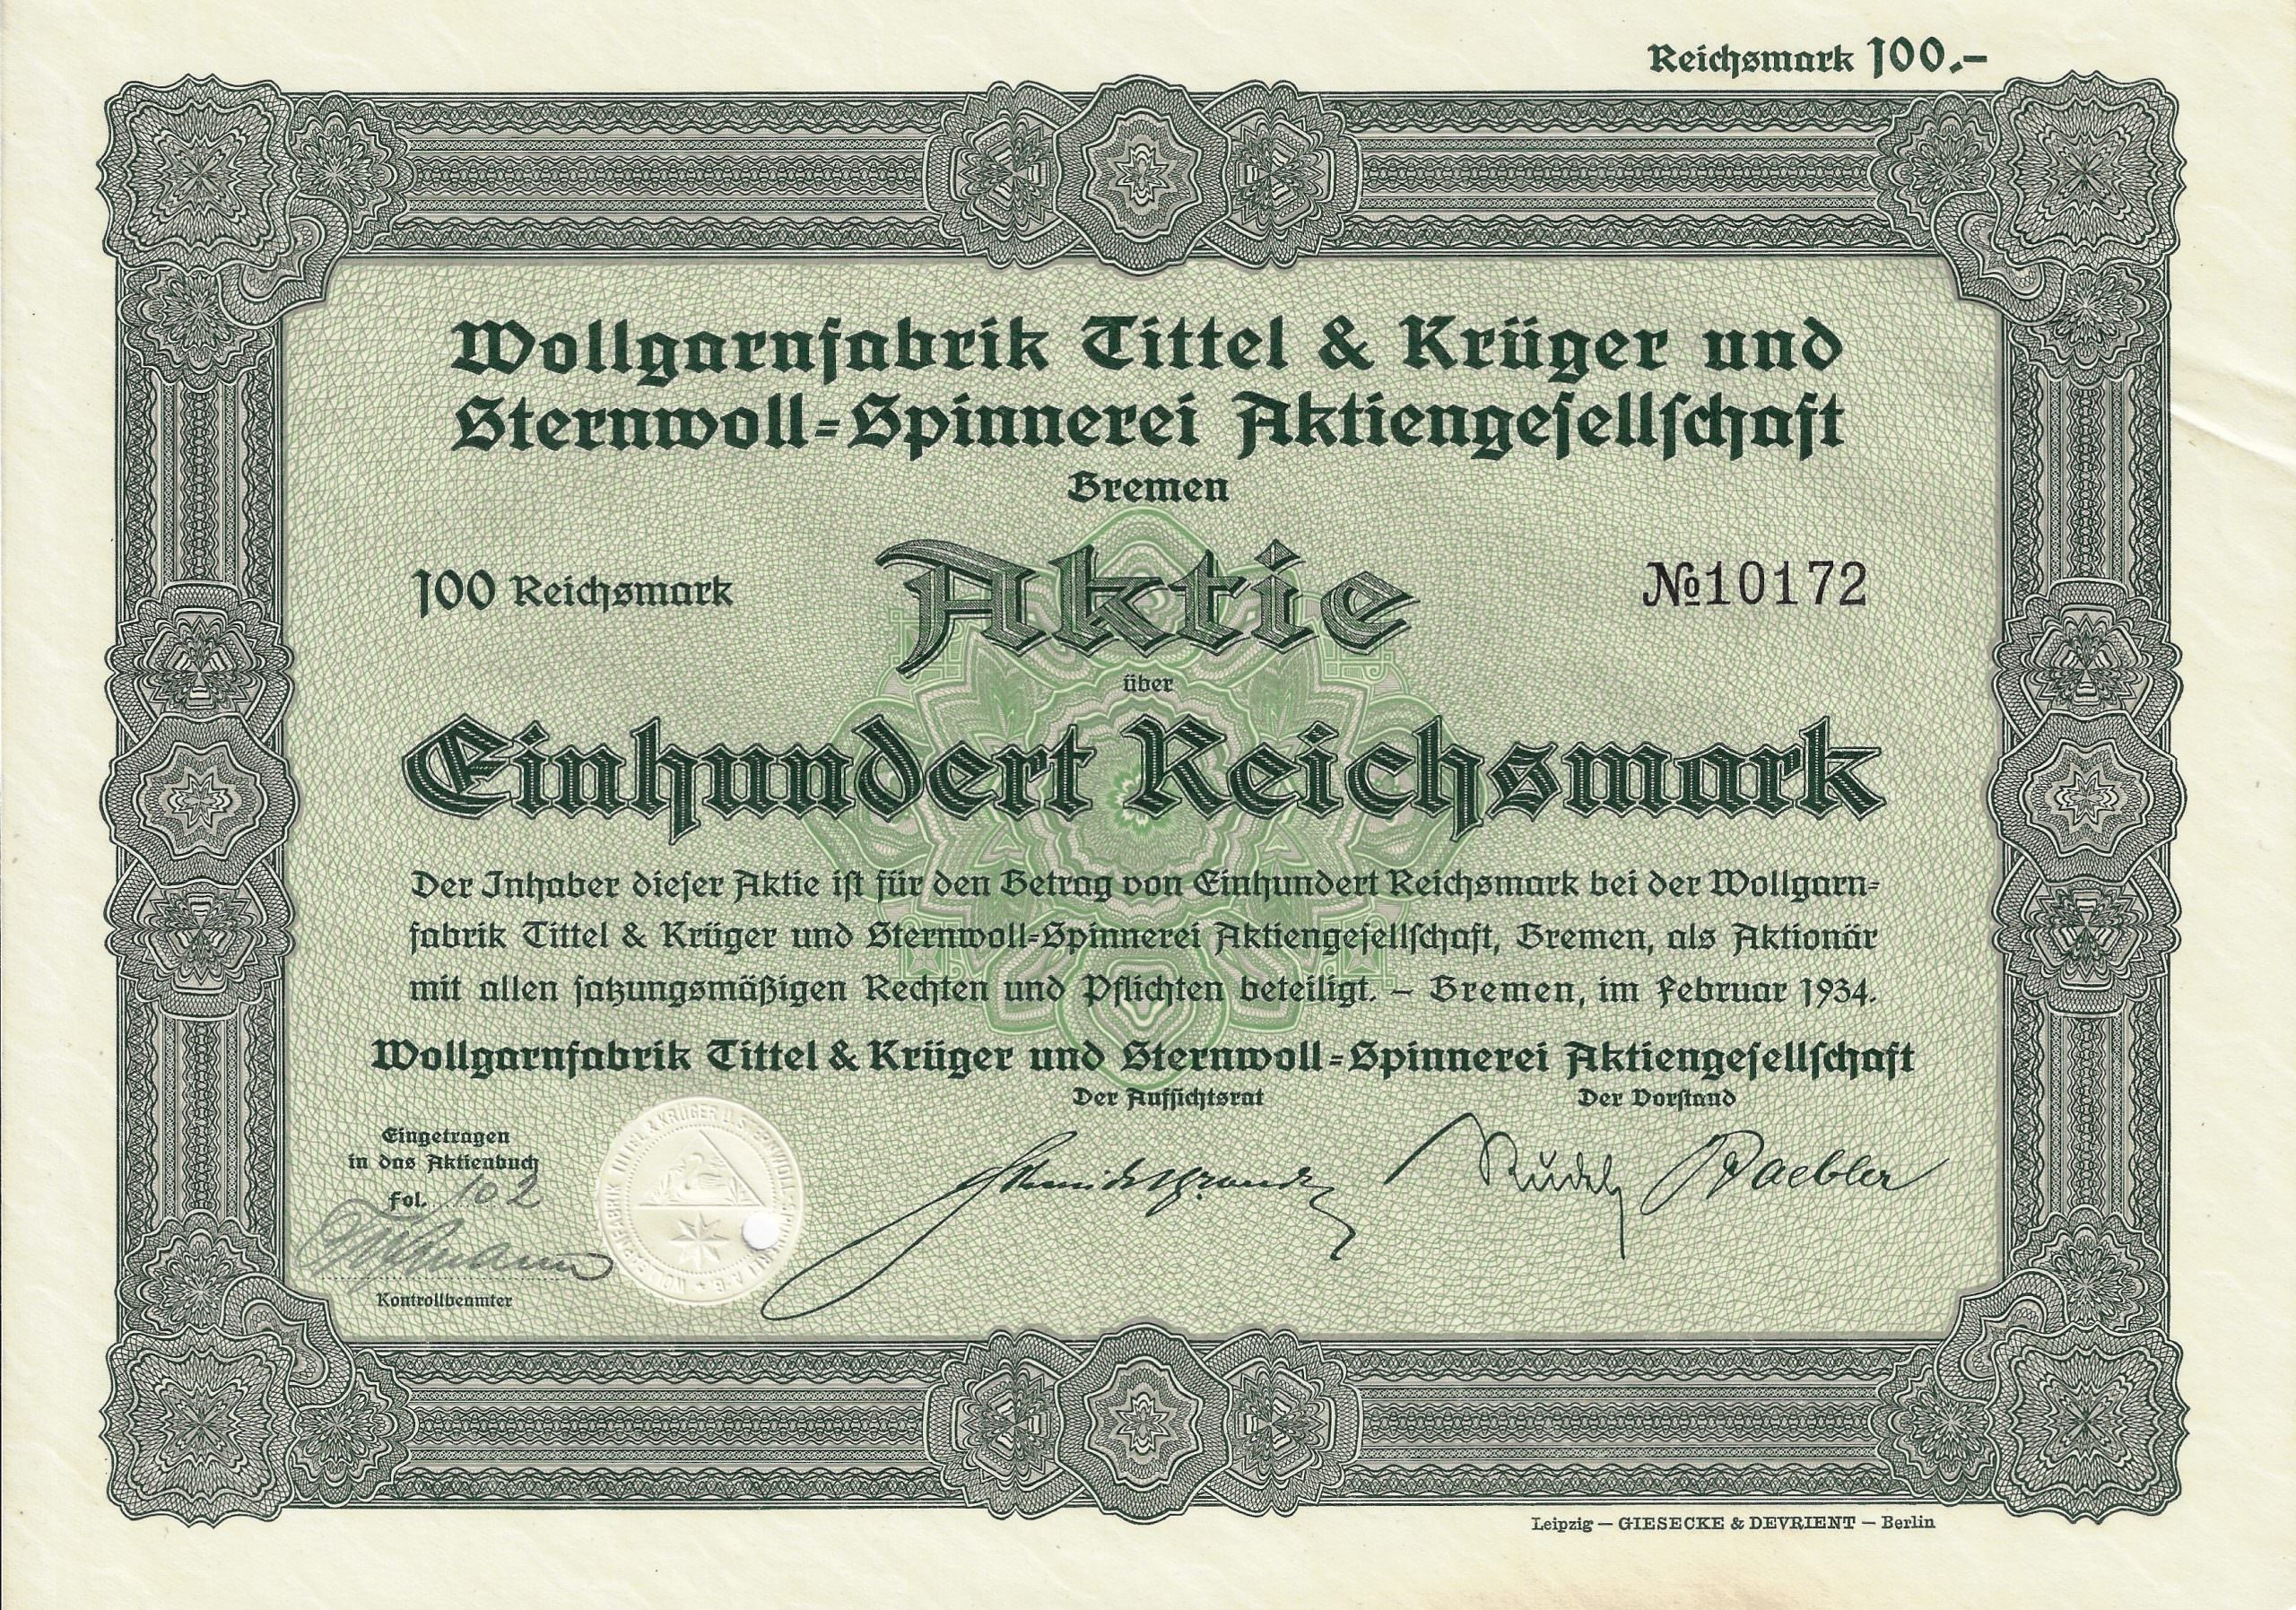 Reichsmark 100.-
Wollgarnfabrik Tittel & Krüger und
Sternwoll=Spinnerei Aktiengesellschaft
Bremen
100 Reichsmark
Aktie
№10172
über
Einhundert Reichsmark
Der Inhaber dieser Aktie ist für den Betrag von Einhundert Reichsmark bei der Wollgarn=
fabrik Tittel & Krüger und Sternwoll=Spinnerei Aktiengesellschaft, Bremen, als Aktionär
mit allen satzungsmäßigen Rechten und Pflichten beteiligt. – Bremen, im Februar 1934.
Wollgarnfabrik Tittel & Krüger und Sternwoll=Spinnerei Aktiengesellschaft
Der Aufsichtsrat
Der Vorstand
Eingetragen
in das Aktienbuch
Fol. 102
Kontrollbeamter
Leipzig — GIESECKE & DEVRIENT — Berlin